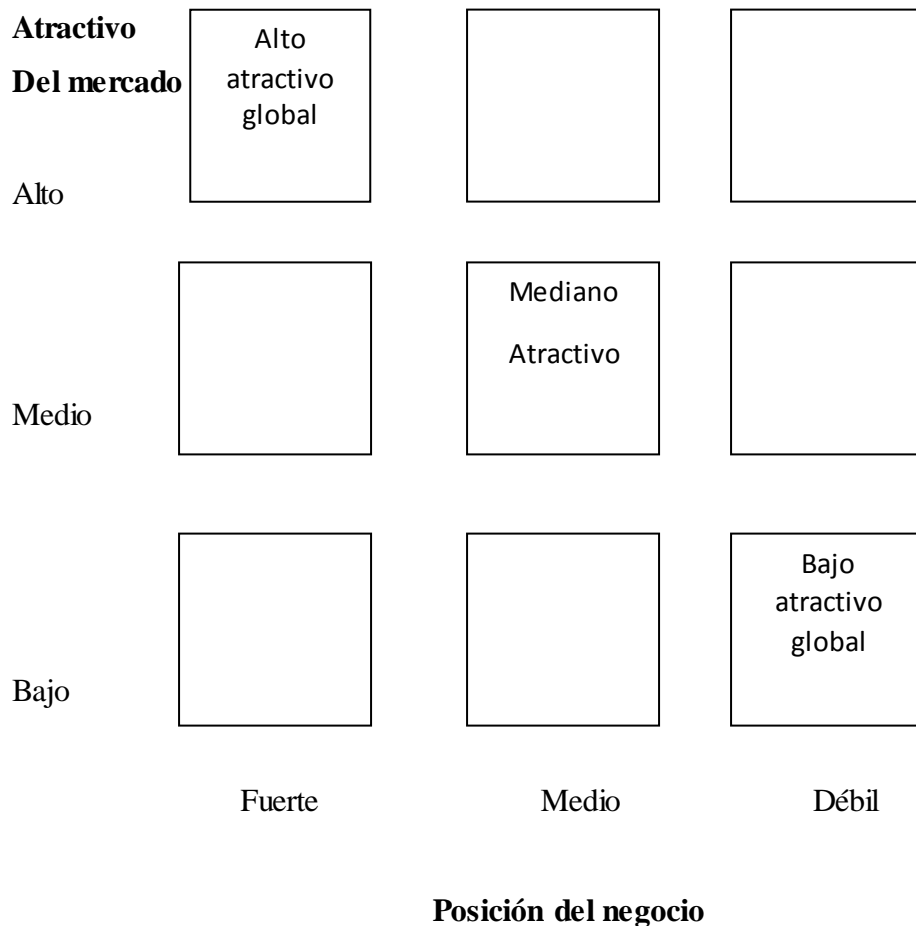 Atractivo
Del mercado
Alto
atractivo
global
Alto
Mediano
Atractivo
Medio
Bajo
atractivo
global
Bajo
Fuerte
Medio
Débil
Posición del negocio